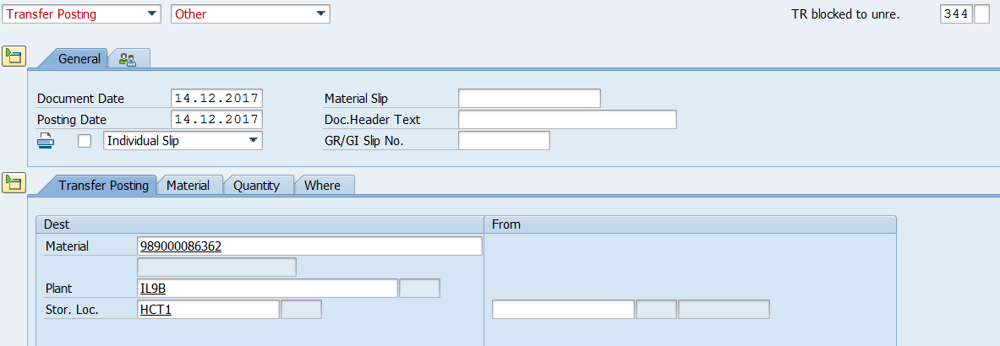 Transfer Posting Other TR blocked to unre. 344
General
Document Date 14.12.2017 Material Slip
Posting Date 14.12.2017 Doc.Header Text
Individual Slip GR/GI Slip No.
Transfer Posting Material Quantity Where
Dest From
Material 989000086362
Plant IL9B
Stor. Loc. HCT1